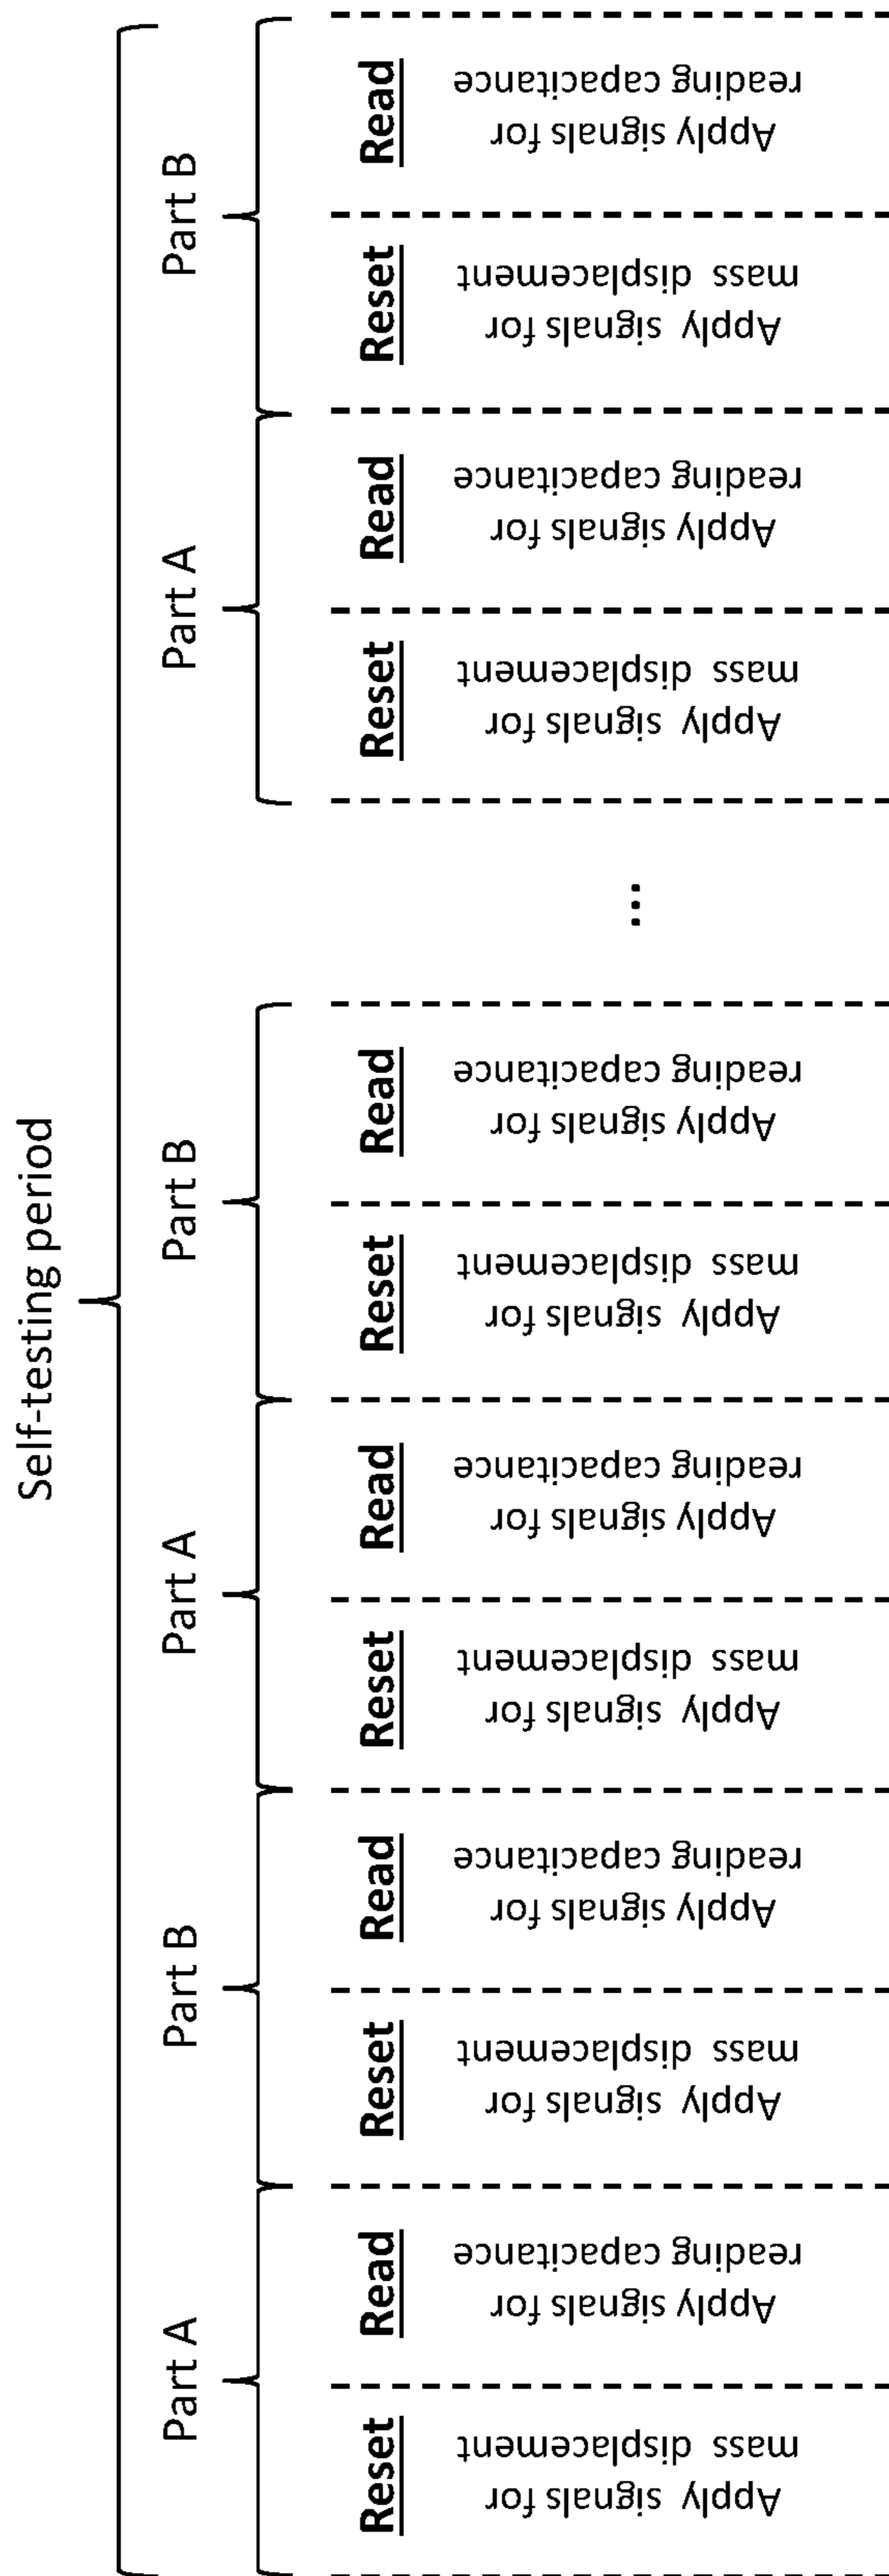 Self-testing period
Part A
Part B
Part A
Part B
Part A
Part B
Reset
Apply signals for
mass displacement
Read
Apply signals for
reading capacitance
Reset
Apply signals for
mass displacement
Read
Apply signals for
reading capacitance
Reset
Apply signals for
mass displacement
Read
Apply signals for
reading capacitance
Reset
Apply signals for
mass displacement
Read
Apply signals for
reading capacitance
...
Reset
Apply signals for
mass displacement
Read
Apply signals for
reading capacitance
Reset
Apply signals for
mass displacement
Read
Apply signals for
reading capacitance